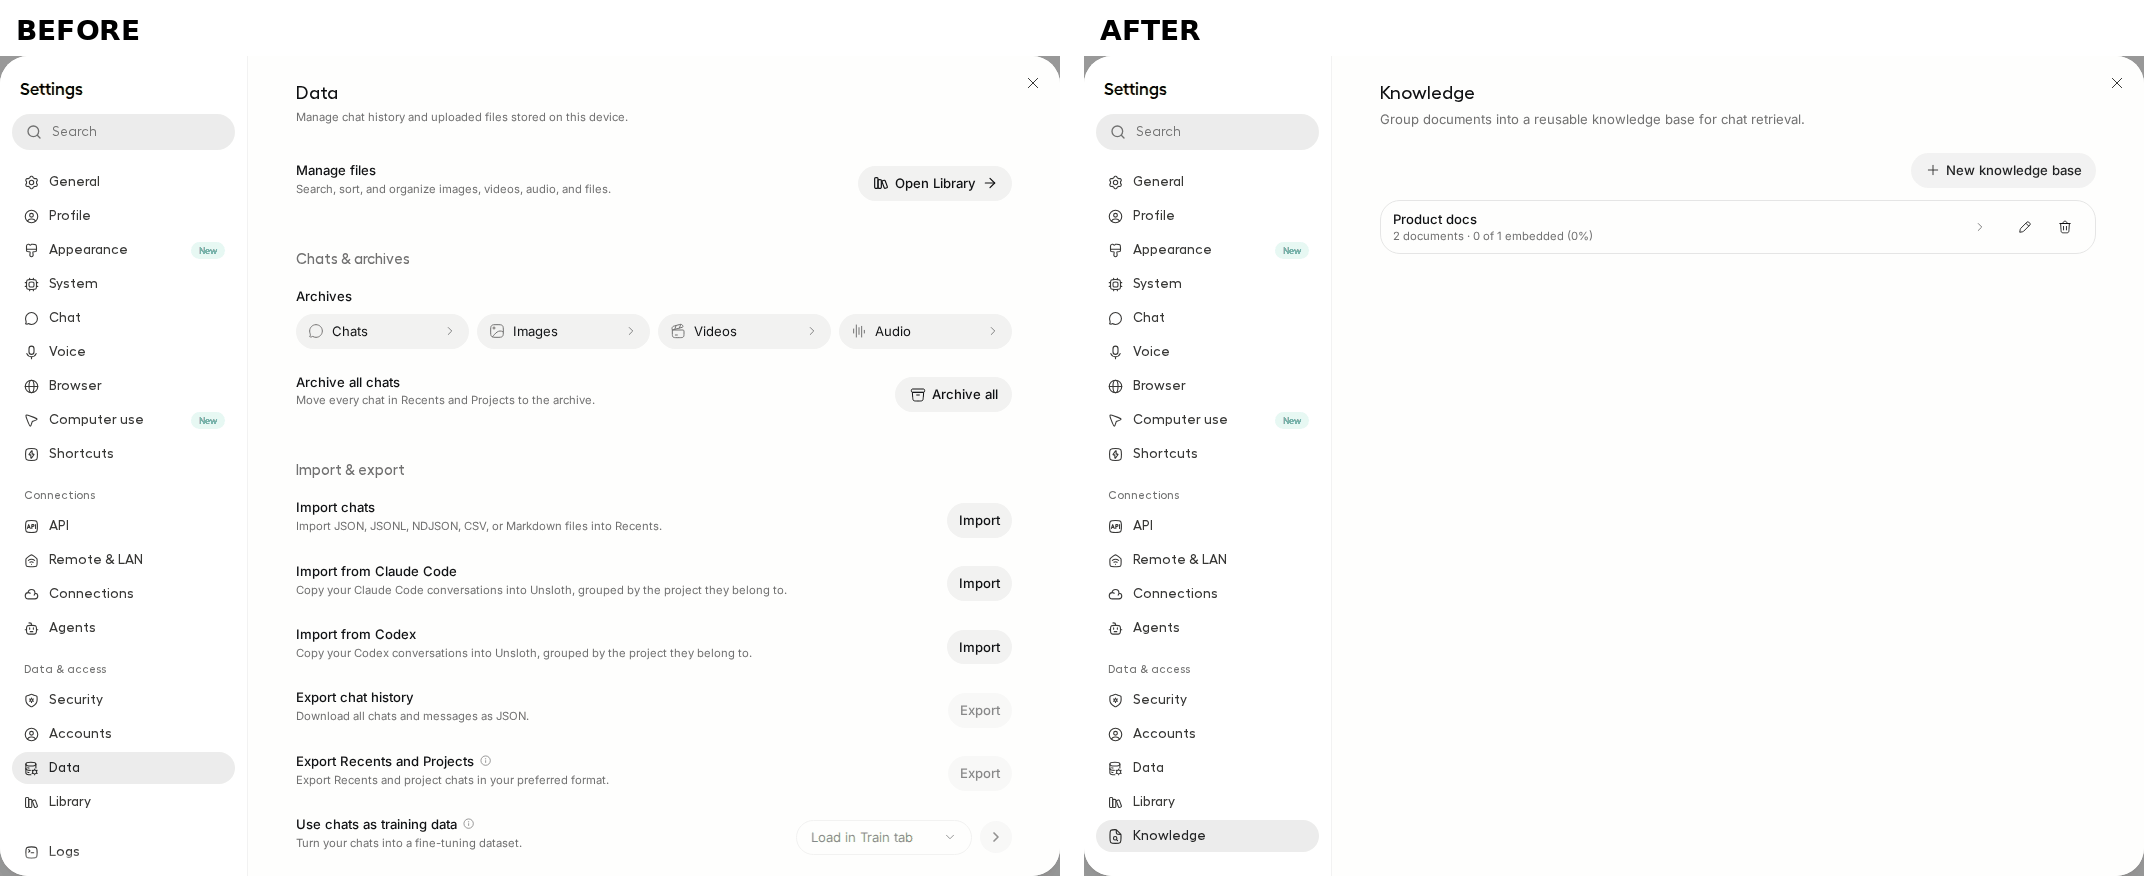 BEFORE
Settings
Search
General
Profile
Appearance New
System
Chat
Voice
Browser
Computer use New
Shortcuts
Connections
API
Remote & LAN
Connections
Agents
Data & access
Security
Accounts
Data
Library
Logs
Data
Manage chat history and uploaded files stored on this device.
Manage files
Search, sort, and organize images, videos, audio, and files.
Open Library
Chats & archives
Archives
Chats Images Videos Audio
Archive all chats
Move every chat in Recents and Projects to the archive.
Archive all
Import & export
Import chats
Import JSON, JSONL, NDJSON, CSV, or Markdown files into Recents.
Import
Import from Claude Code
Copy your Claude Code conversations into Unsloth, grouped by the project they belong to.
Import
Import from Codex
Copy your Codex conversations into Unsloth, grouped by the project they belong to.
Import
Export chat history
Download all chats and messages as JSON.
Export
Export Recents and Projects
Export Recents and project chats in your preferred format.
Export
Use chats as training data
Turn your chats into a fine-tuning dataset.
Load in Train tab
AFTER
Settings
Search
General
Profile
Appearance New
System
Chat
Voice
Browser
Computer use New
Shortcuts
Connections
API
Remote & LAN
Connections
Agents
Data & access
Security
Accounts
Data
Library
Knowledge
Knowledge
Group documents into a reusable knowledge base for chat retrieval.
New knowledge base
Product docs
2 documents · 0 of 1 embedded (0%)